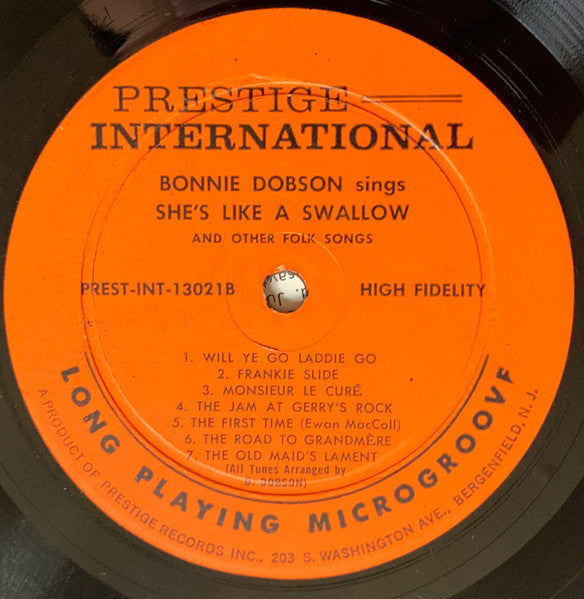 PRESTIGE
INTERNATIONAL
BONNIE DOBSON sings
SHE'S LIKE A SWALLOW
AND OTHER FOLK SONGS
PREST-INT-13021B
HIGH FIDELITY
1. WILL YE GO LADDIE GO
2. FRANKIE SLIDE
3. MONSIEUR LE CURÉ
4. THE JAM AT GERRY'S ROCK
5. THE FIRST TIME (Ewan MacColl)
6. THE ROAD TO GRANDMÈRE
7. THE OLD MAID'S LAMENT
(All Tunes Arranged by
B. DOBSON)
LONG PLAYING MICROGROOVE
A PRODUCT OF PRESTIGE RECORDS INC., 203 S. WASHINGTON AVE., BERGENFIELD, N. J.